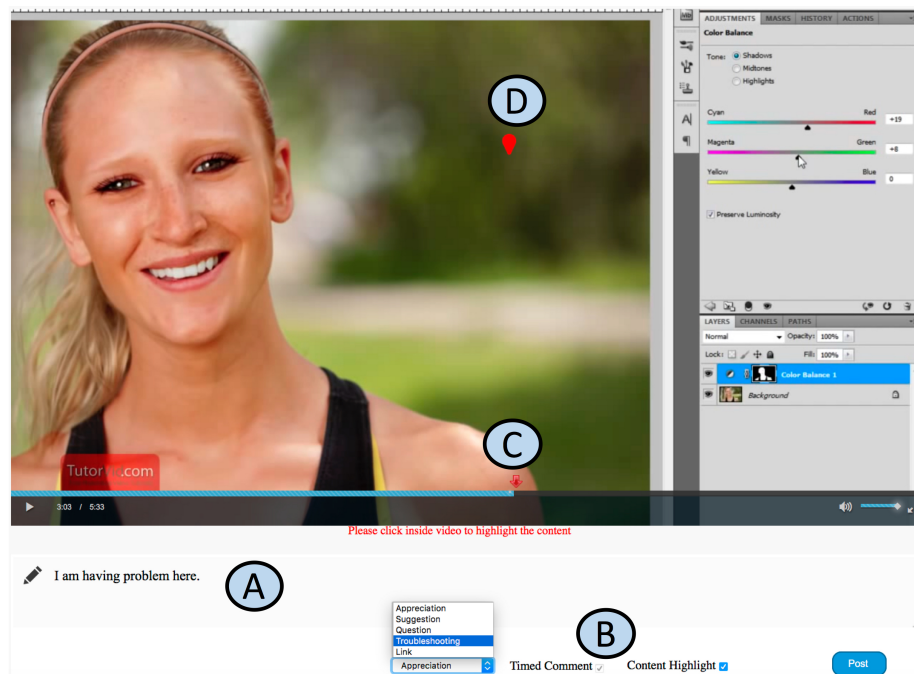 ADJUSTMENTS MASKS HISTORY ACTIONS
Color Balance
Tone: Shadows
Midtones
Highlights
D
Cyan Red +19
A
Magenta Green +8
Yellow Blue 0
Preserve Luminosity
LAYERS CHANNELS PATHS
Normal Opacity: 100%
Lock: Fill: 100%
Color Balance 1
Background
C
.com
3:03 / 5:33
Please click inside video to highlight the content
I am having problem here.
A
Appreciation
Suggestion
Question
Troubleshooting
Link
B
Appreciation Timed Comment Content Highlight Post